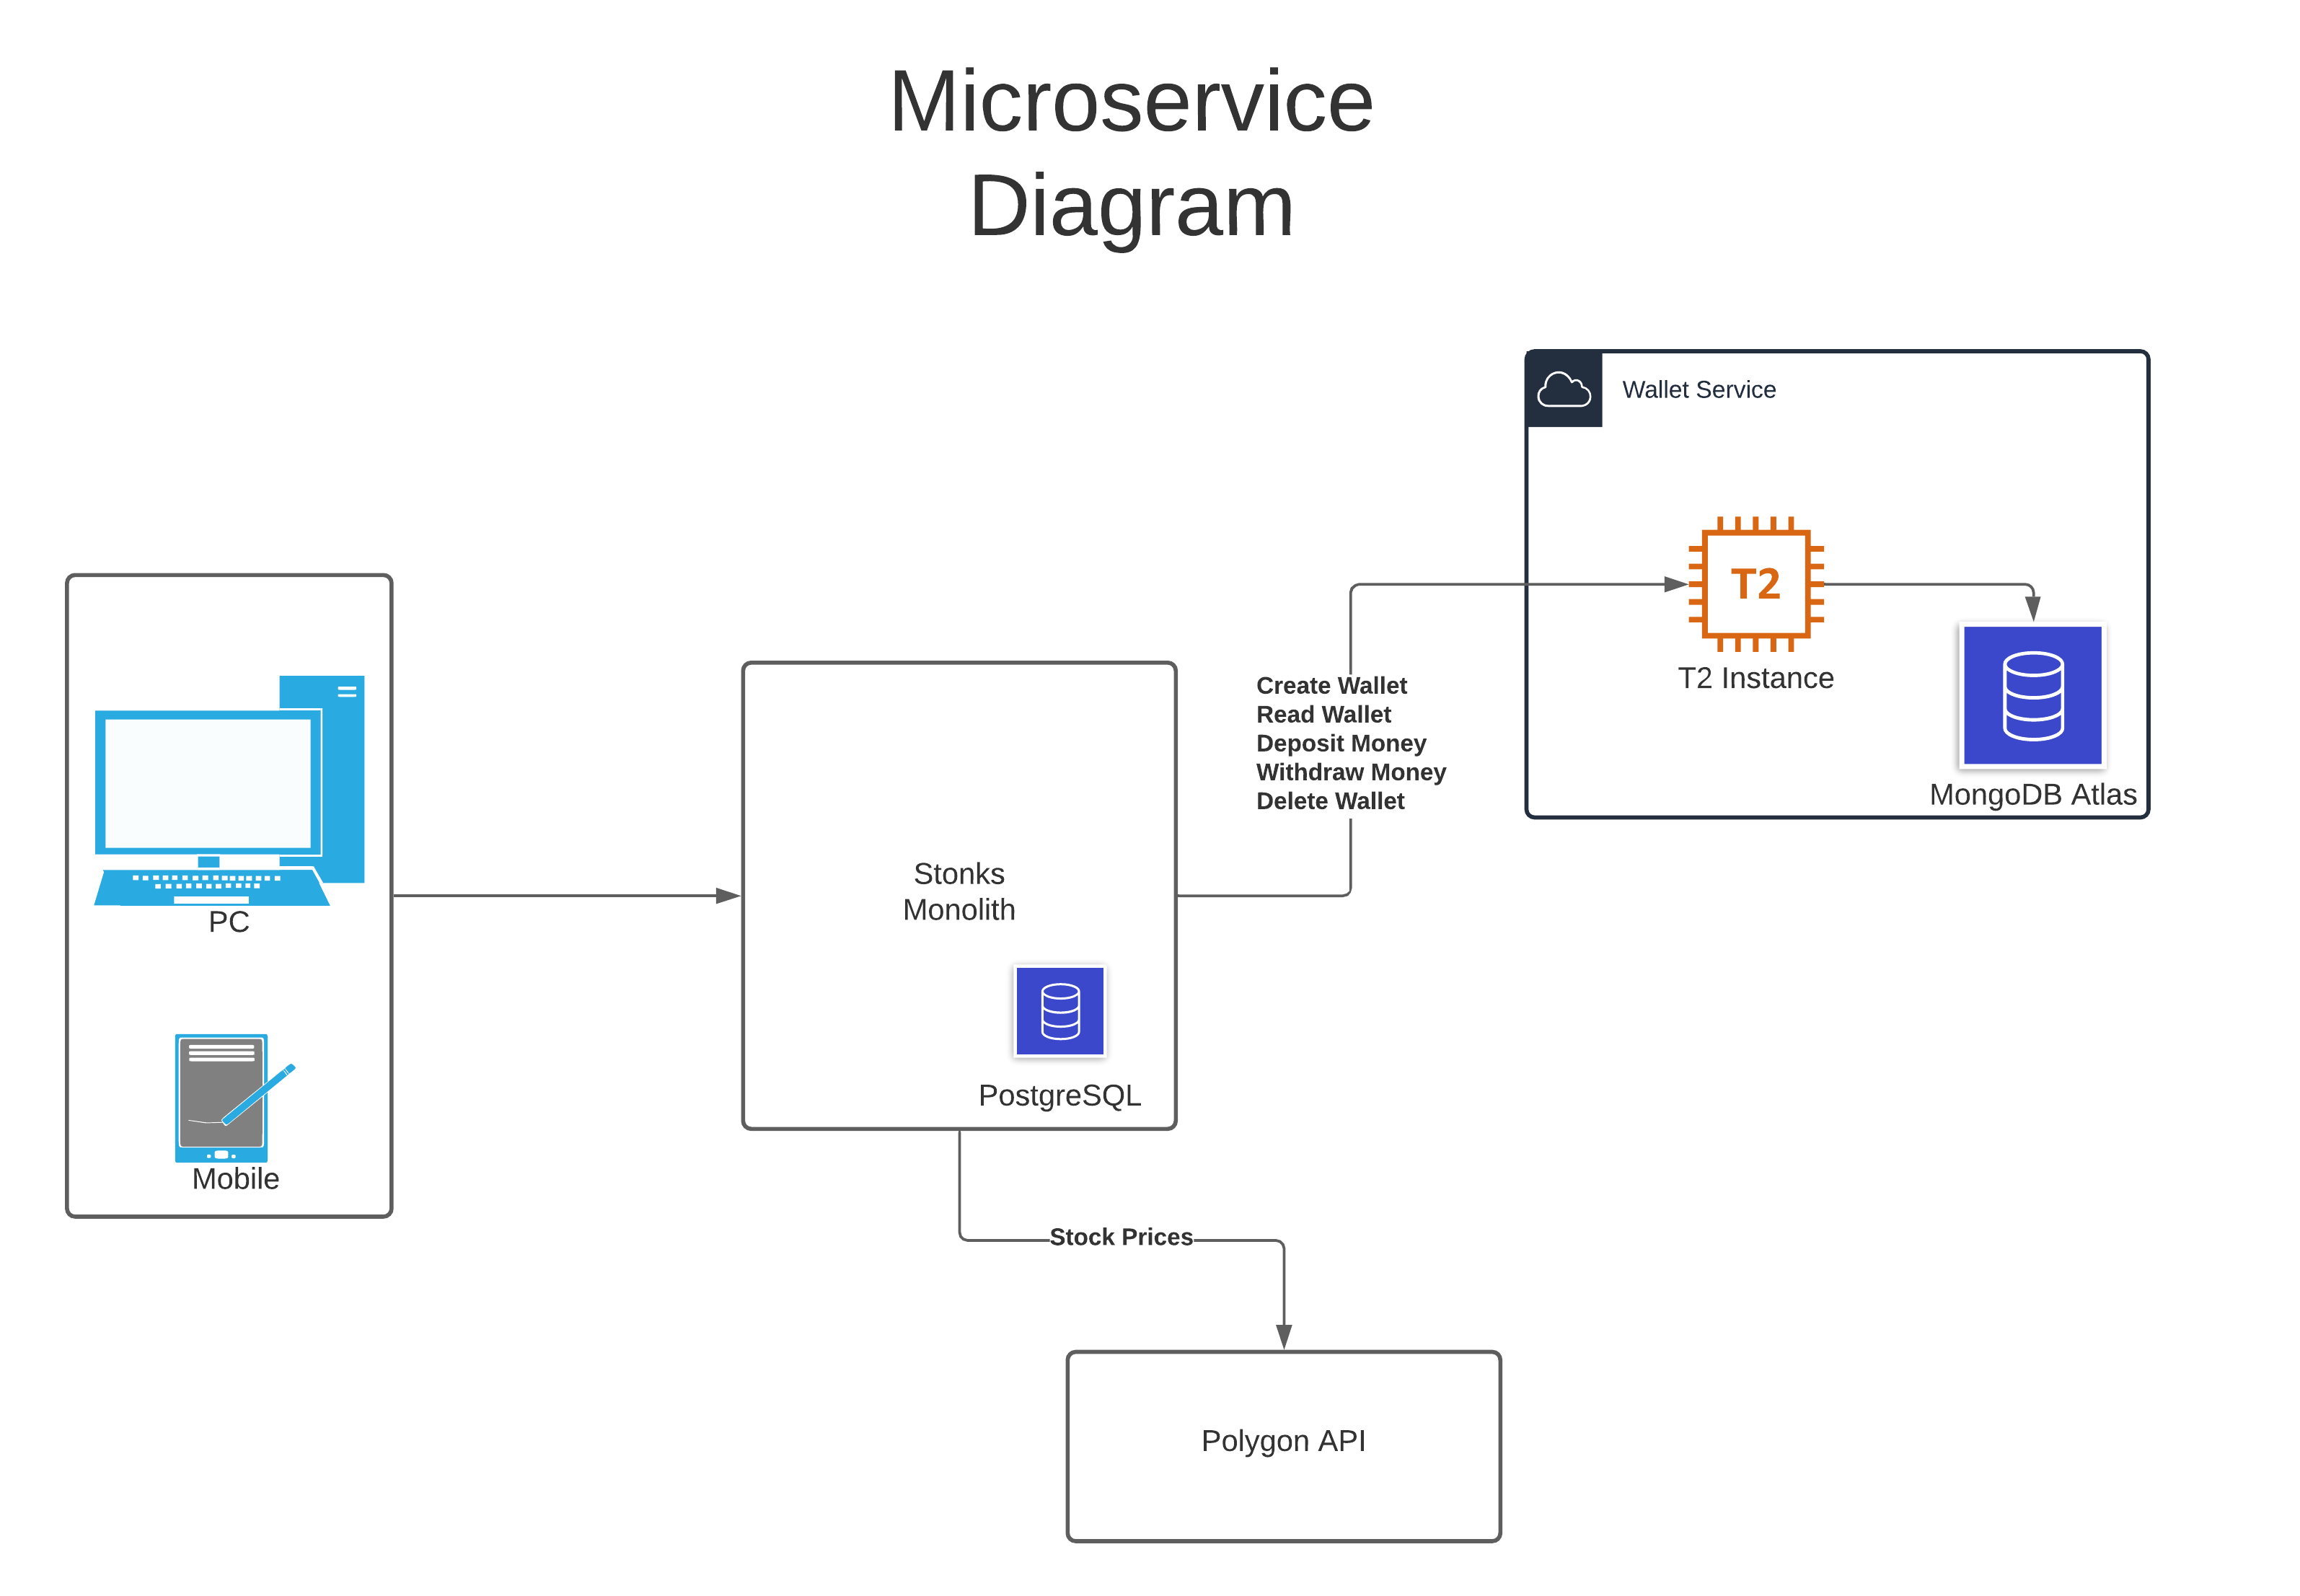 Microservice
Diagram
Wallet Service
T2
T2 Instance
MongoDB Atlas
Create Wallet
Read Wallet
Deposit Money
Withdraw Money
Delete Wallet
PC
Mobile
Stonks
Monolith
PostgreSQL
Stock Prices
Polygon API